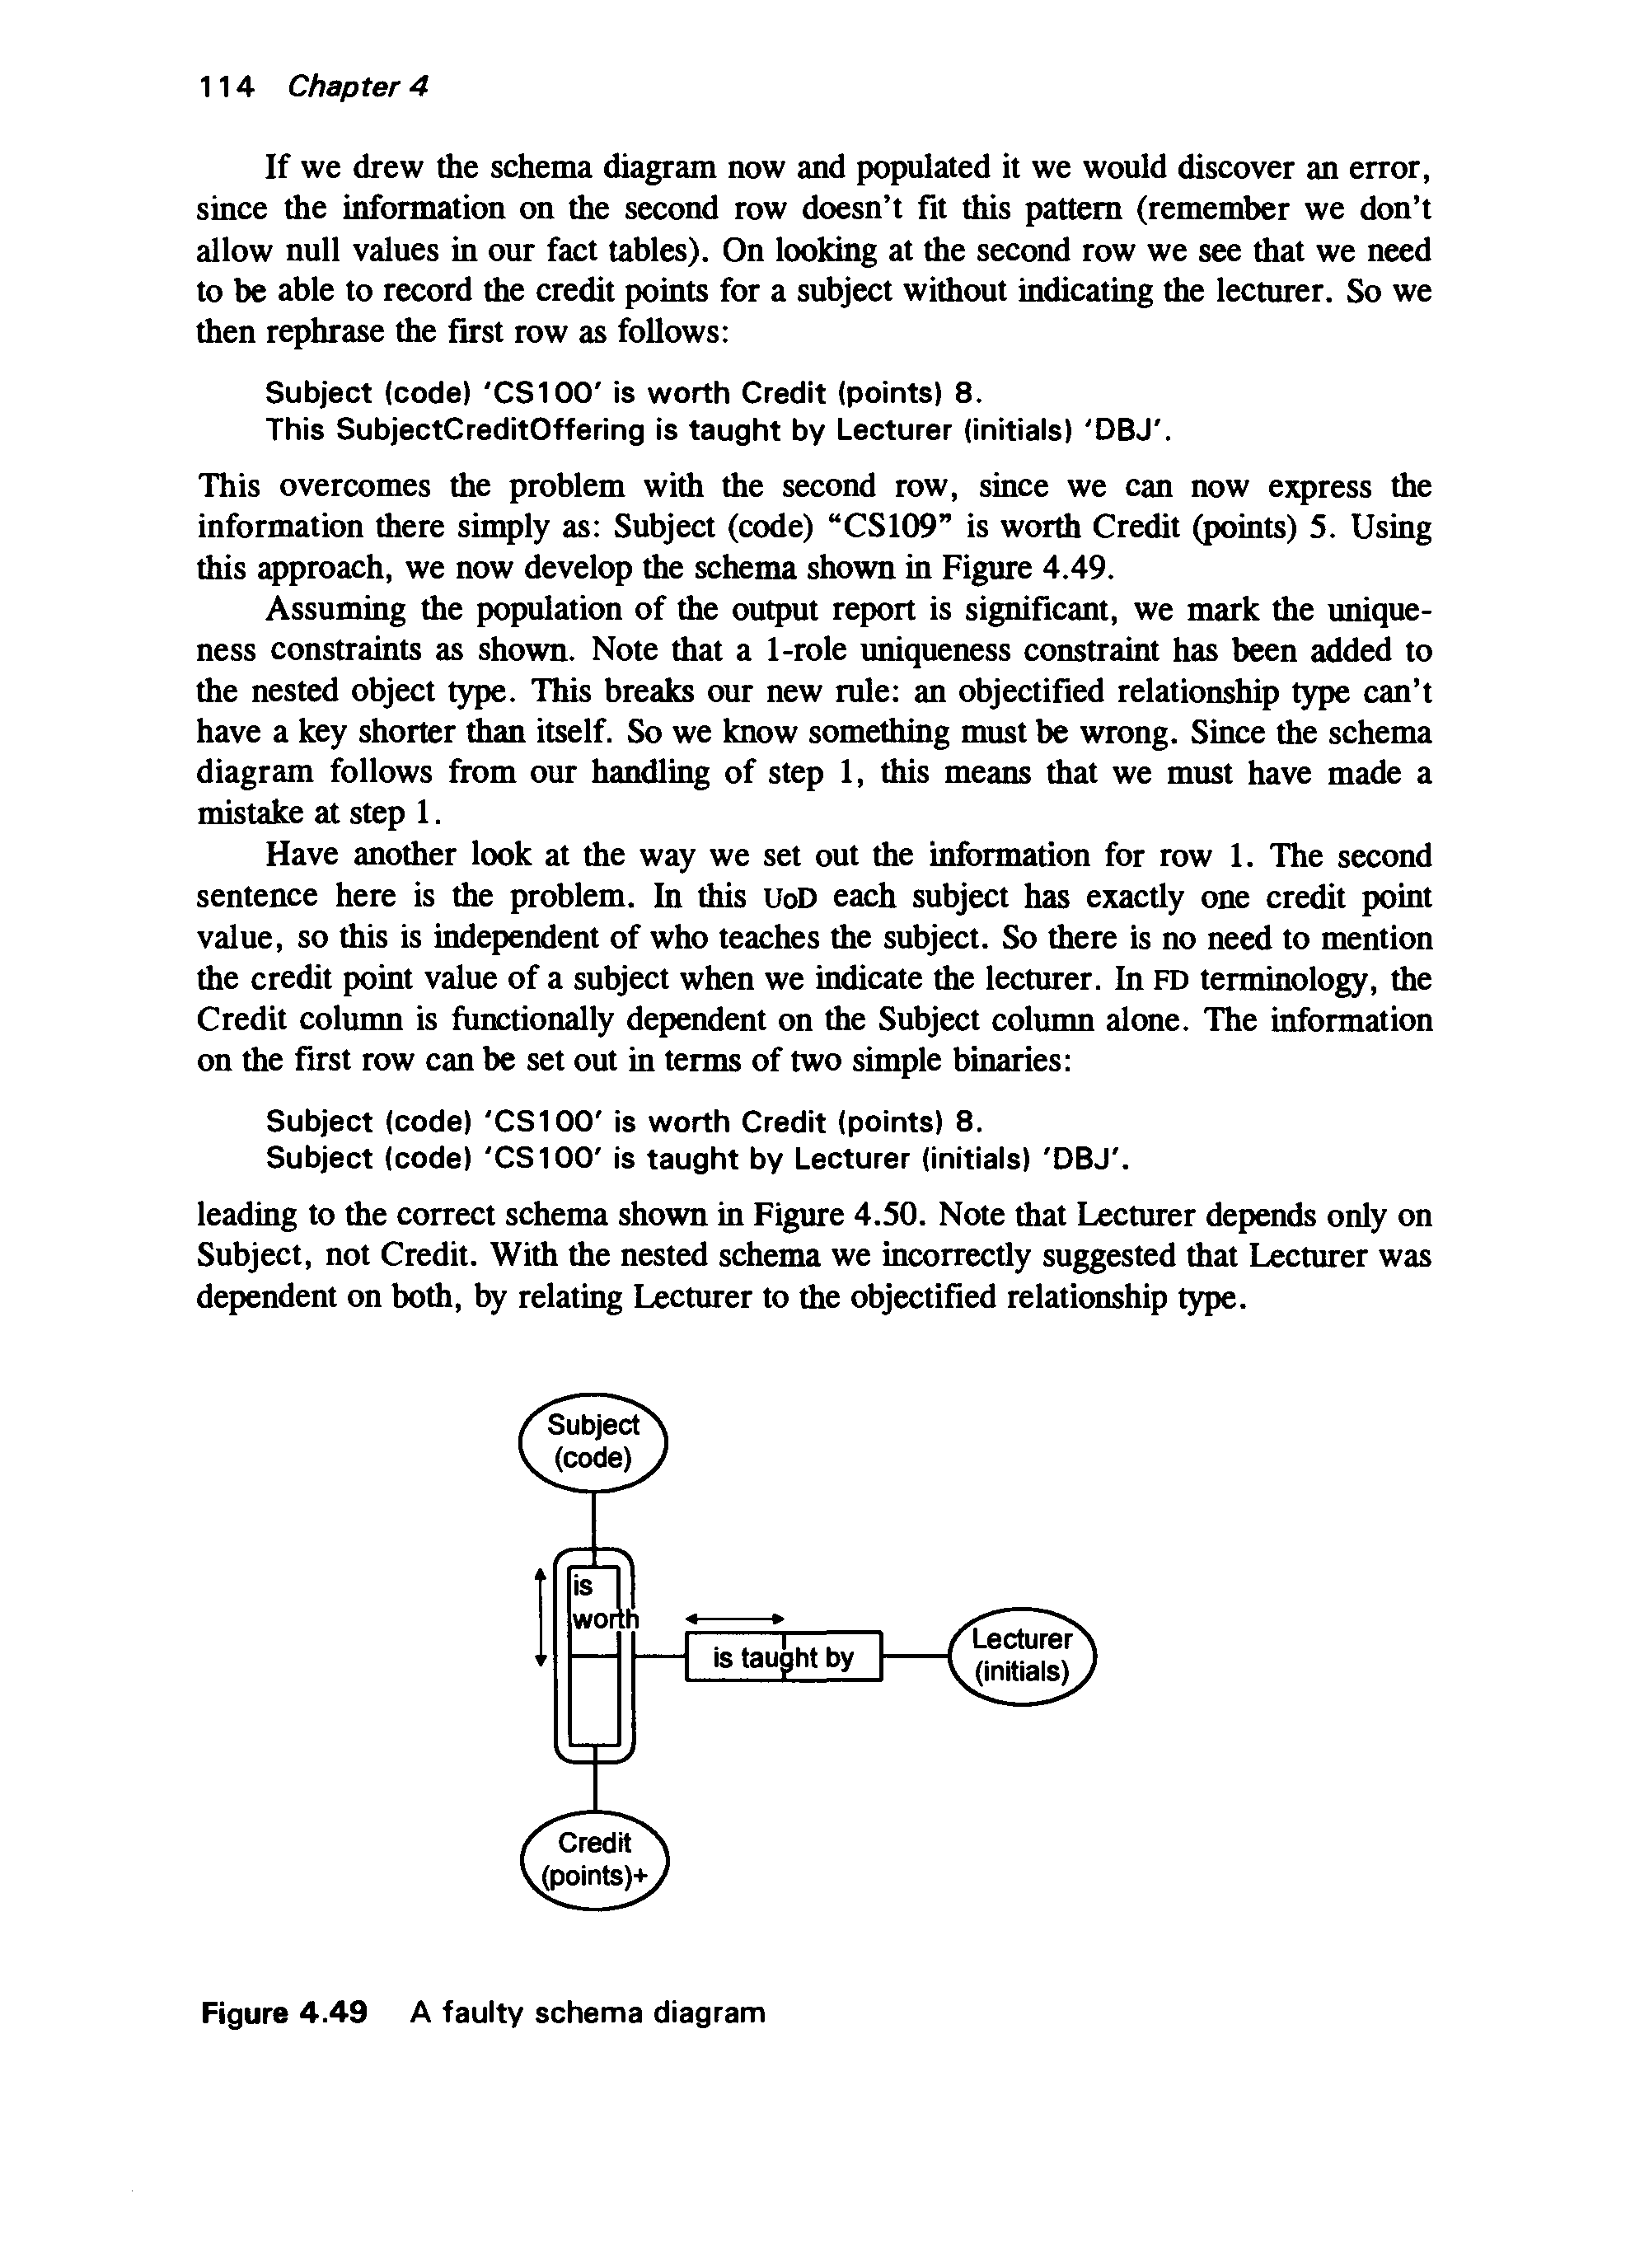 114 Chapter 4
If we drew the schema diagram now and populated it we would discover an error,
since the information on the second row doesn't fit this pattern (remember we don't
allow null values in our fact tables). On looking at the second row we see that we need
to be able to record the credit points for a subject without indicating the lecturer. So we
then rephrase the first row as follows:
Subject (code) 'CS100' is worth Credit (points) 8.
This SubjectCreditOffering is taught by Lecturer (initials) 'DBJ'.
This overcomes the problem with the second row, since we can now express the
information there simply as: Subject (code) “CS109” is worth Credit (points) 5. Using
this approach, we now develop the schema shown in Figure 4.49.
Assuming the population of the output report is significant, we mark the unique-
ness constraints as shown. Note that a 1-role uniqueness constraint has been added to
the nested object type. This breaks our new rule: an objectified relationship type can't
have a key shorter than itself. So we know something must be wrong. Since the schema
diagram follows from our handling of step 1, this means that we must have made a
mistake at step 1.
Have another look at the way we set out the information for row 1. The second
sentence here is the problem. In this UoD each subject has exactly one credit point
value, so this is independent of who teaches the subject. So there is no need to mention
the credit point value of a subject when we indicate the lecturer. In FD terminology, the
Credit column is functionally dependent on the Subject column alone. The information
on the first row can be set out in terms of two simple binaries:
Subject (code) 'CS100' is worth Credit (points) 8.
Subject (code) 'CS100' is taught by Lecturer (initials) 'DBJ'.
leading to the correct schema shown in Figure 4.50. Note that Lecturer depends only on
Subject, not Credit. With the nested schema we incorrectly suggested that Lecturer was
dependent on both, by relating Lecturer to the objectified relationship type.
Subject
(code)
is
worth
is taught by
Lecturer
(initials)
Credit
(points)+
Figure 4.49 A faulty schema diagram